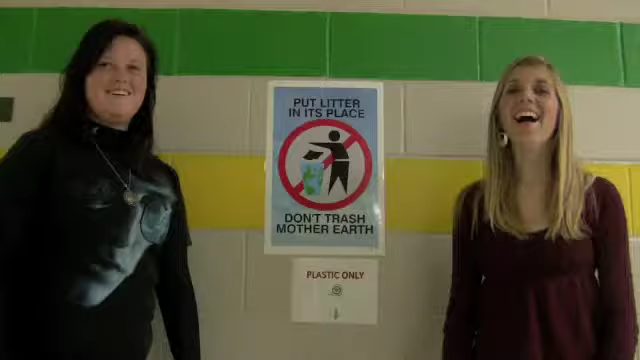 PUT LITTER
IN ITS PLACE
DON'T TRASH
MOTHER EARTH
PLASTIC ONLY